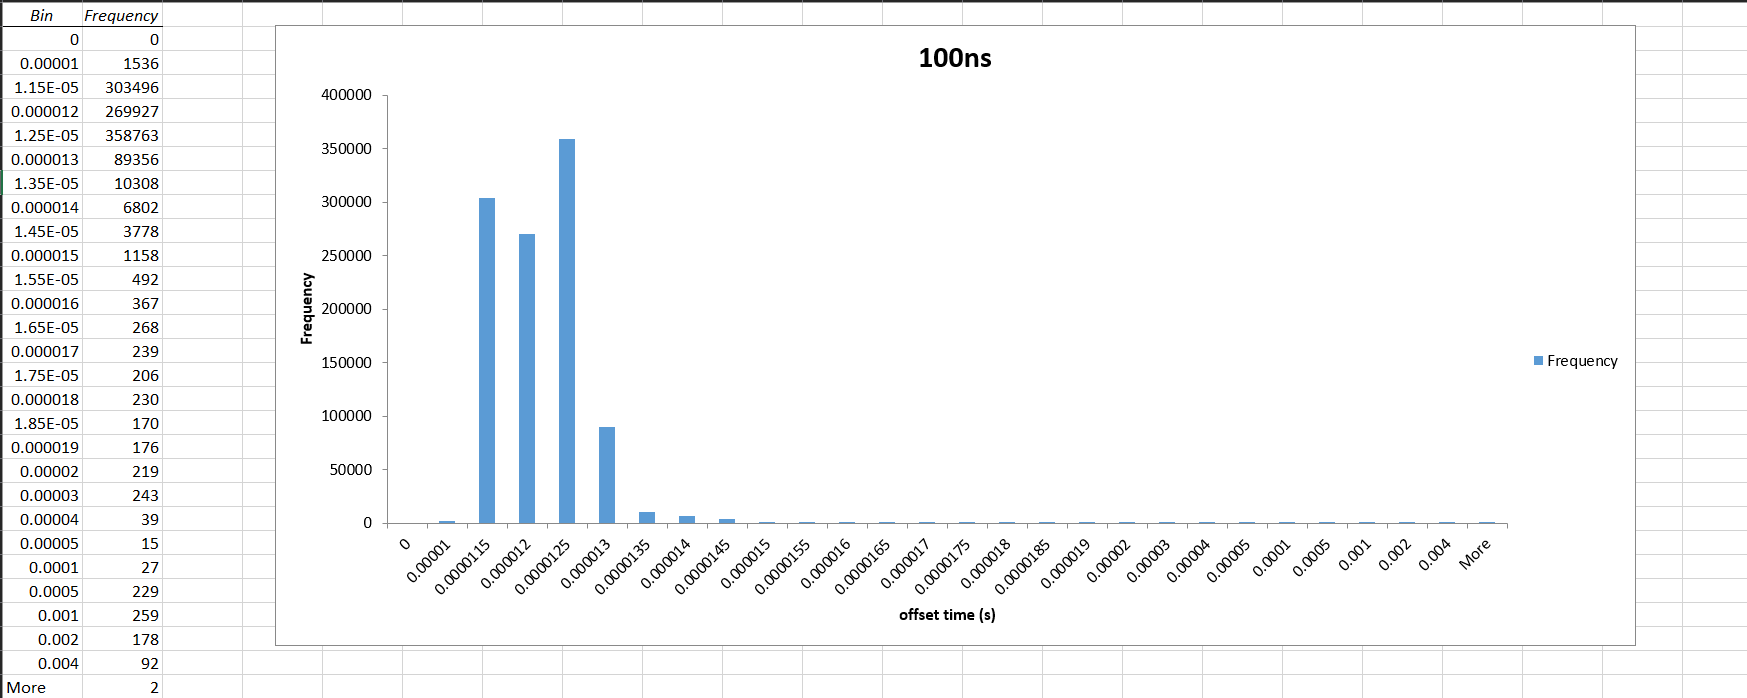 Bin Frequency
0 0
0.00001 1536
1.15E-05 303496
0.000012 269927
1.25E-05 358763
0.000013 89356
1.35E-05 10308
0.000014 6802
1.45E-05 3778
0.000015 1158
1.55E-05 492
0.000016 367
1.65E-05 268
0.000017 239
1.75E-05 206
0.000018 230
1.85E-05 170
0.000019 176
0.00002 219
0.00003 243
0.00004 39
0.00005 15
0.0001 27
0.0005 229
0.001 259
0.002 178
0.004 92
More 2
100ns
400000
350000
300000
250000
200000
150000
100000
50000
0
Frequency
0 0.00001 0.0000115 0.000012 0.0000125 0.000013 0.0000135 0.000014 0.0000145 0.000015 0.0000155 0.000016 0.0000165 0.000017 0.0000175 0.000018 0.0000185 0.000019 0.00002 0.00003 0.00004 0.00005 0.0001 0.0005 0.001 0.002 0.004 More
offset time (s)
Frequency